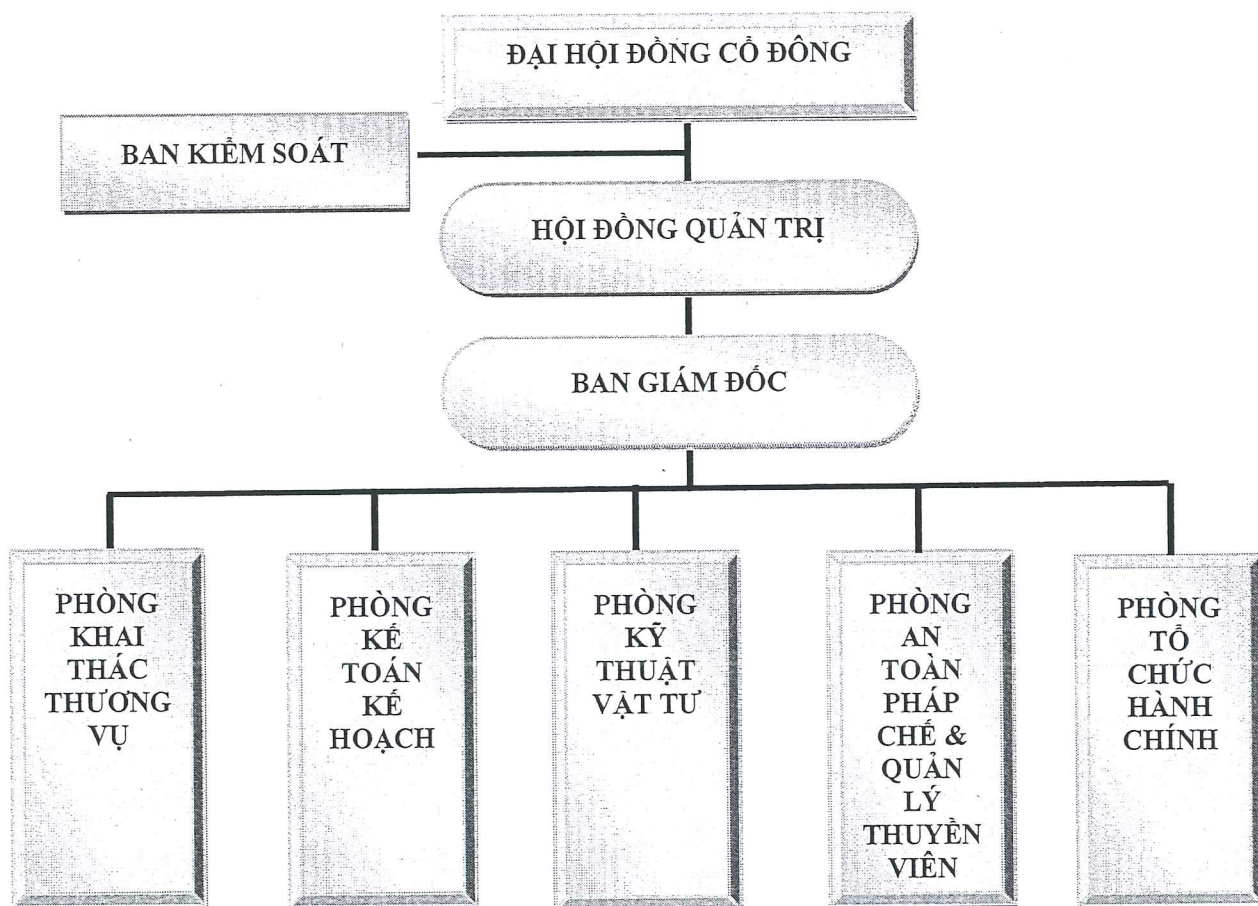 ĐẠI HỘI ĐỒNG CỔ ĐÔNG
BAN KIỂM SOÁT
HỘI ĐỒNG QUẢN TRỊ
BAN GIÁM ĐỐC
PHÒNG
KHAI
THÁC
THƯƠNG
VỤ
PHÒNG
KẾ
TOÁN
KẾ
HOẠCH
PHÒNG
KỸ
THUẬT
VẬT TƯ
PHÒNG
AN
TOÀN
PHÁP
CHẾ &
QUẢN
LÝ
THUYỀN
VIÊN
PHÒNG
TỔ
CHỨC
HÀNH
CHÍNH